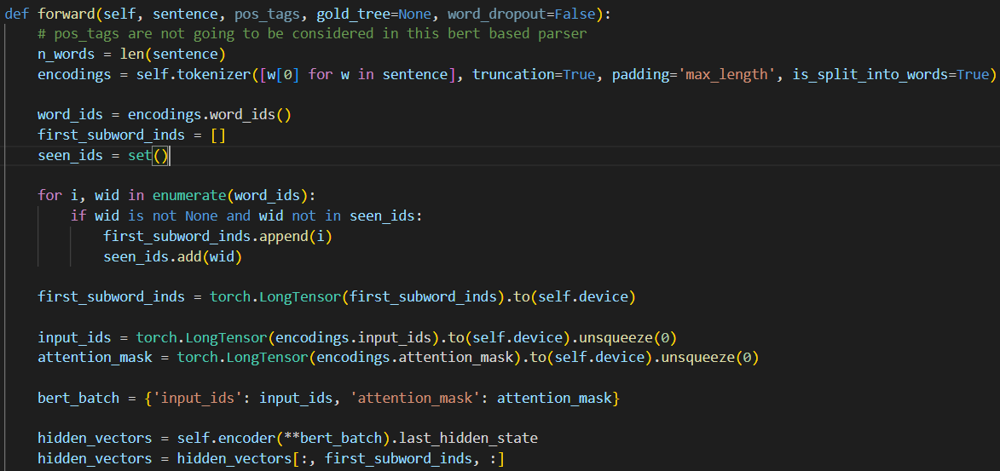 def forward(self, sentence, pos_tags, gold_tree=None, word_dropout=False):
    # pos_tags are not going to be considered in this bert based parser
    n_words = len(sentence)
    encodings = self.tokenizer([w[0] for w in sentence], truncation=True, padding='max_length', is_split_into_words=True)
    word_ids = encodings.word_ids()
    first_subword_inds = []
    seen_ids = set()
    for i, wid in enumerate(word_ids):
        if wid is not None and wid not in seen_ids:
            first_subword_inds.append(i)
            seen_ids.add(wid)
    first_subword_inds = torch.LongTensor(first_subword_inds).to(self.device)
    input_ids = torch.LongTensor(encodings.input_ids).to(self.device).unsqueeze(0)
    attention_mask = torch.LongTensor(encodings.attention_mask).to(self.device).unsqueeze(0)
    bert_batch = {'input_ids': input_ids, 'attention_mask': attention_mask}
    hidden_vectors = self.encoder(**bert_batch).last_hidden_state
    hidden_vectors = hidden_vectors[:, first_subword_inds, :]